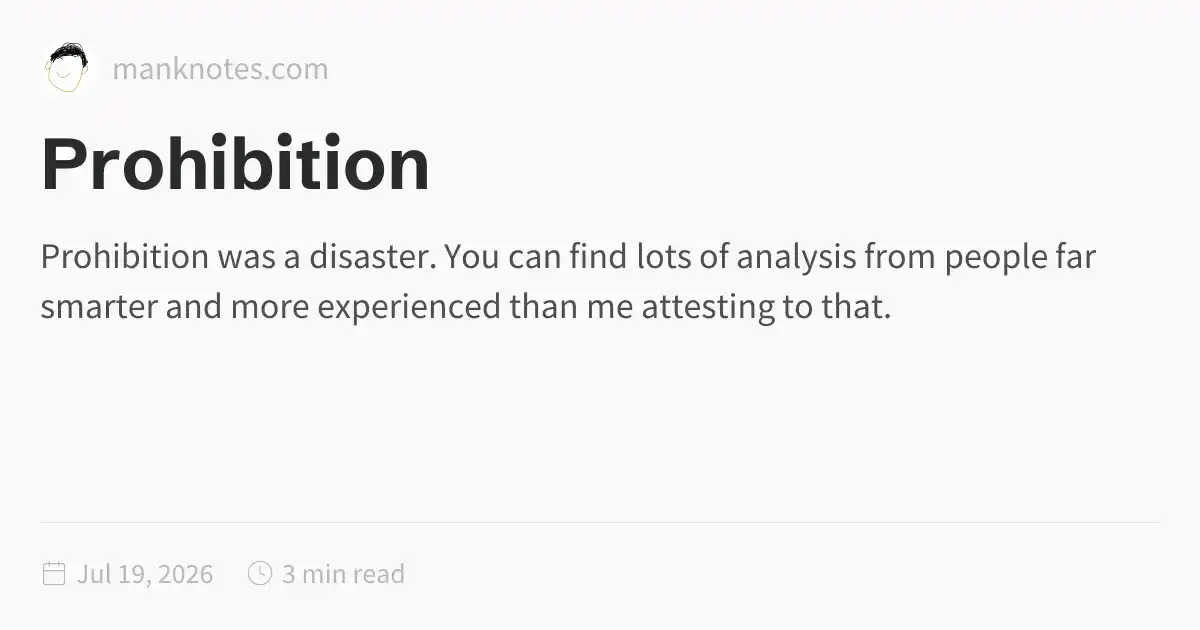 manknotes.com
Prohibition
Prohibition was a disaster. You can find lots of analysis from people far
smarter and more experienced than me attesting to that.
Jul 19, 2026 3 min read